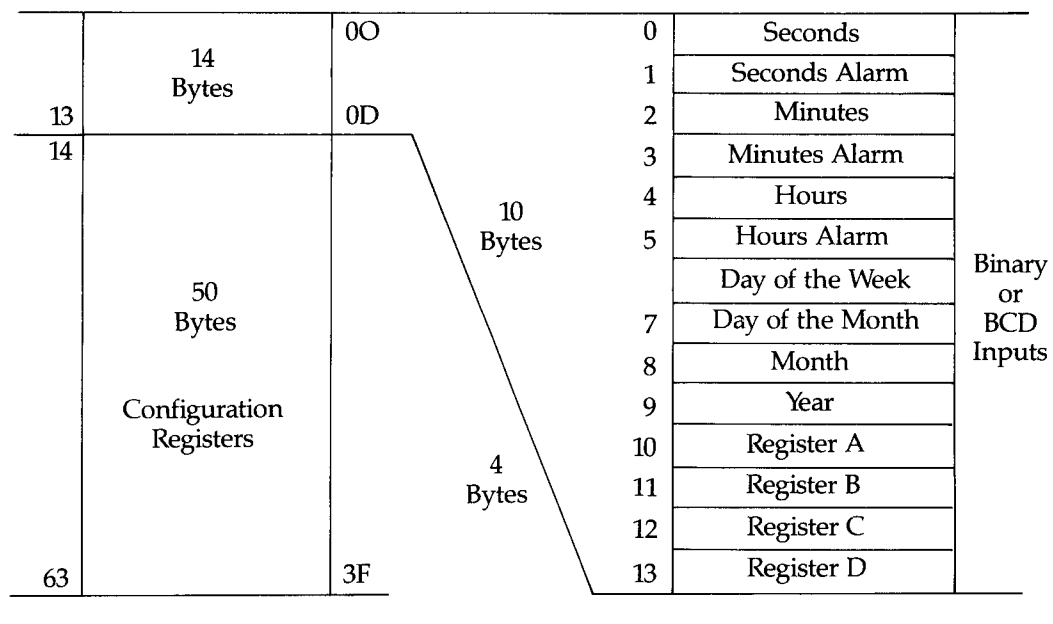 14
Bytes
13
14
50
Bytes
Configuration
Registers
63
0O
0D
3F
10
Bytes
4
Bytes
0 Seconds
1 Seconds Alarm
2 Minutes
3 Minutes Alarm
4 Hours
5 Hours Alarm
Day of the Week
7 Day of the Month
8 Month
9 Year
10 Register A
11 Register B
12 Register C
13 Register D
Binary
or
BCD
Inputs